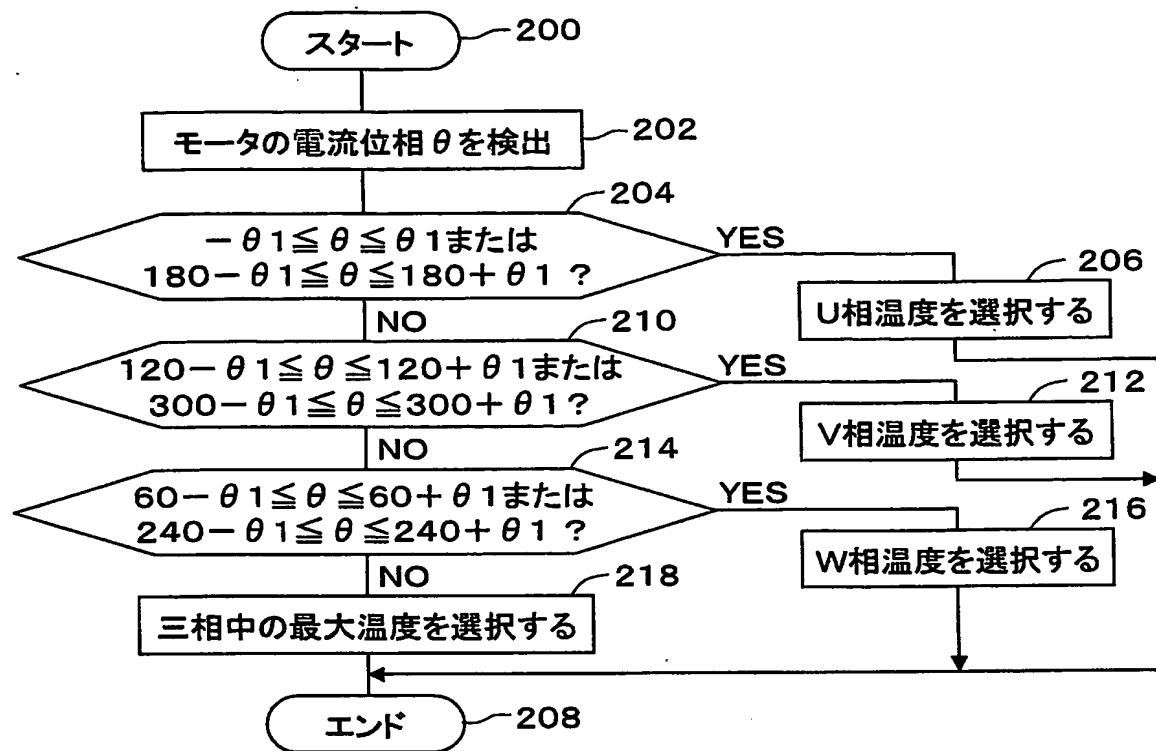 スタート
200
モータの電流位相θを検出
202
204
－θ1≦θ≦θ1または
180－θ1≦θ≦180＋θ1？
YES
206
U相温度を選択する
NO
210
120－θ1≦θ≦120＋θ1または
300－θ1≦θ≦300＋θ1？
YES
212
V相温度を選択する
NO
214
60－θ1≦θ≦60＋θ1または
240－θ1≦θ≦240＋θ1？
YES
216
W相温度を選択する
NO
218
三相中の最大温度を選択する
エンド
208